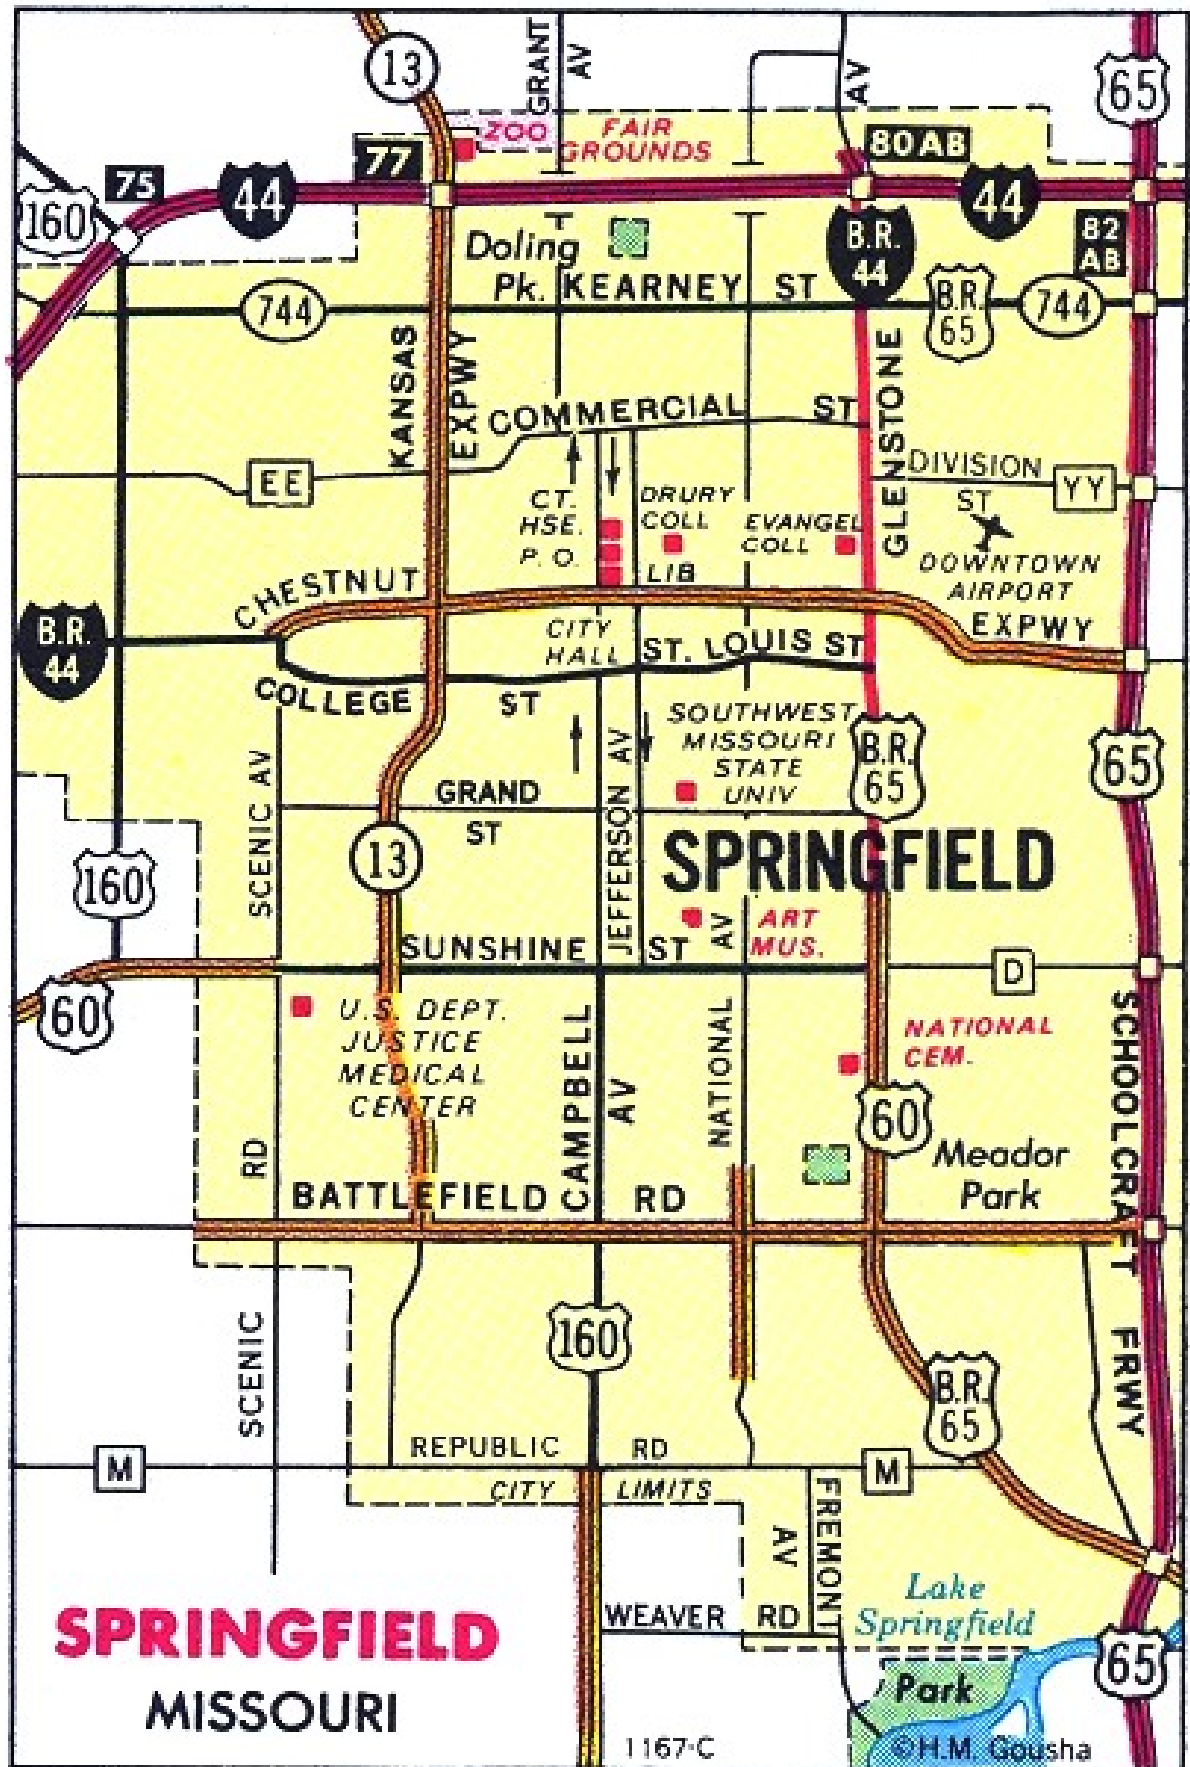 13
GRANT
AV
AV
65
ZOO
FAIR
GROUNDS
80AB
77
75
44
44
160
B.R.
44
82
AB
Doling
Pk.
KEARNEY ST
744
B.R.
65
744
KANSAS
EXPWY
GLENSTONE
COMMERCIAL ST
EE
DIVISION
ST
YY
CT.
HSE.
P.O.
DRURY
COLL
EVANGEL
COLL
LIB
DOWNTOWN
AIRPORT
CHESTNUT
EXPWY
B.R.
44
CITY
HALL
ST. LOUIS ST
COLLEGE ST
SOUTHWEST
MISSOURI
STATE
UNIV
B.R.
65
65
SCENIC AV
JEFFERSON AV
GRAND
ST
13
160
SPRINGFIELD
ART
MUS.
AV
SUNSHINE ST
D
60
U.S. DEPT.
JUSTICE
MEDICAL
CENTER
CAMPBELL
AV
NATIONAL
NATIONAL
CEM.
60
SCHOOLCRAFT FRWY
Meador
Park
RD
BATTLEFIELD RD
160
SCENIC
B.R.
65
REPUBLIC RD
M
M
CITY LIMITS
FREMONT
AV
WEAVER RD
Lake
Springfield
65
Park
SPRINGFIELD
MISSOURI
1167-C
©H.M. Gousha